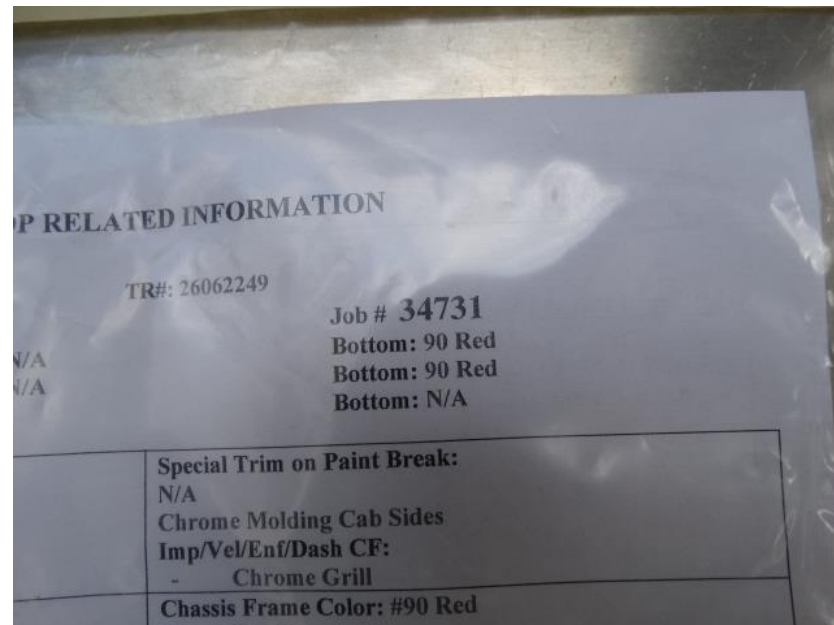 OP RELATED INFORMATION
TR#: 26062249
Job # 34731
N/A Bottom: 90 Red
N/A Bottom: 90 Red
Bottom: N/A
Special Trim on Paint Break:
N/A
Chrome Molding Cab Sides
Imp/Vel/Enf/Dash CF:
- Chrome Grill
Chassis Frame Color: #90 Red